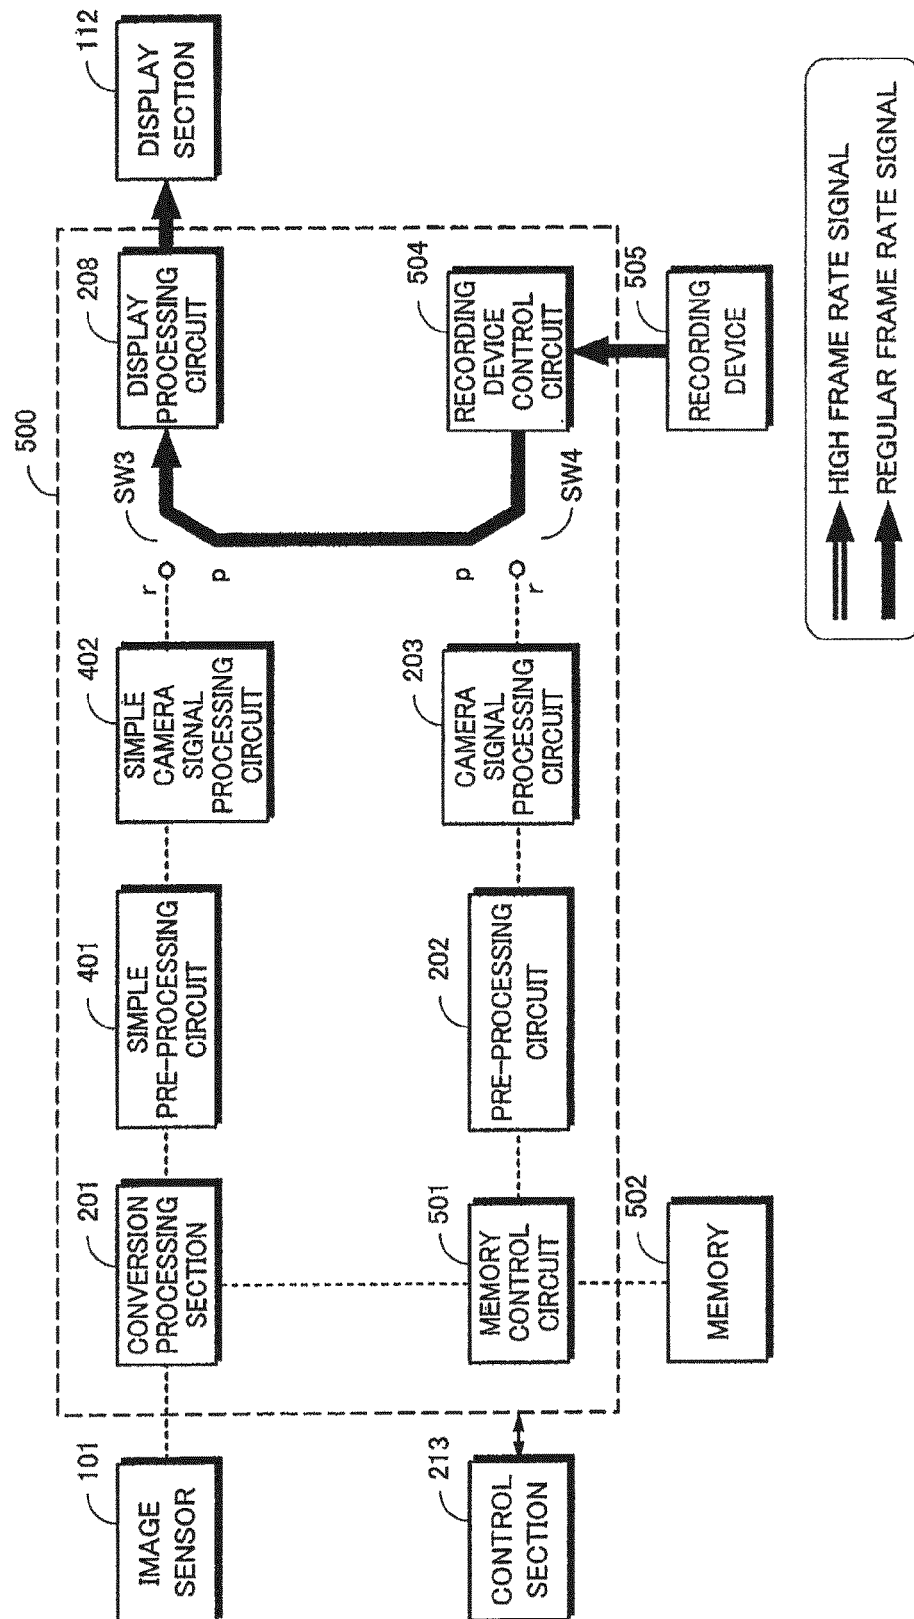 500
101
IMAGE
SENSOR
201
CONVERSION
PROCESSING
SECTION
401
SIMPLE
PRE-PROCESSING
CIRCUIT
402
SIMPLE
CAMERA
SIGNAL
PROCESSING
CIRCUIT
r
p
SW3
208
DISPLAY
PROCESSING
CIRCUIT
112
DISPLAY
SECTION
213
CONTROL
SECTION
501
MEMORY
CONTROL
CIRCUIT
202
PRE-PROCESSING
CIRCUIT
203
CAMERA
SIGNAL
PROCESSING
CIRCUIT
p
r
SW4
504
RECORDING
DEVICE
CONTROL
CIRCUIT
502
MEMORY
505
RECORDING
DEVICE
HIGH FRAME RATE SIGNAL
REGULAR FRAME RATE SIGNAL